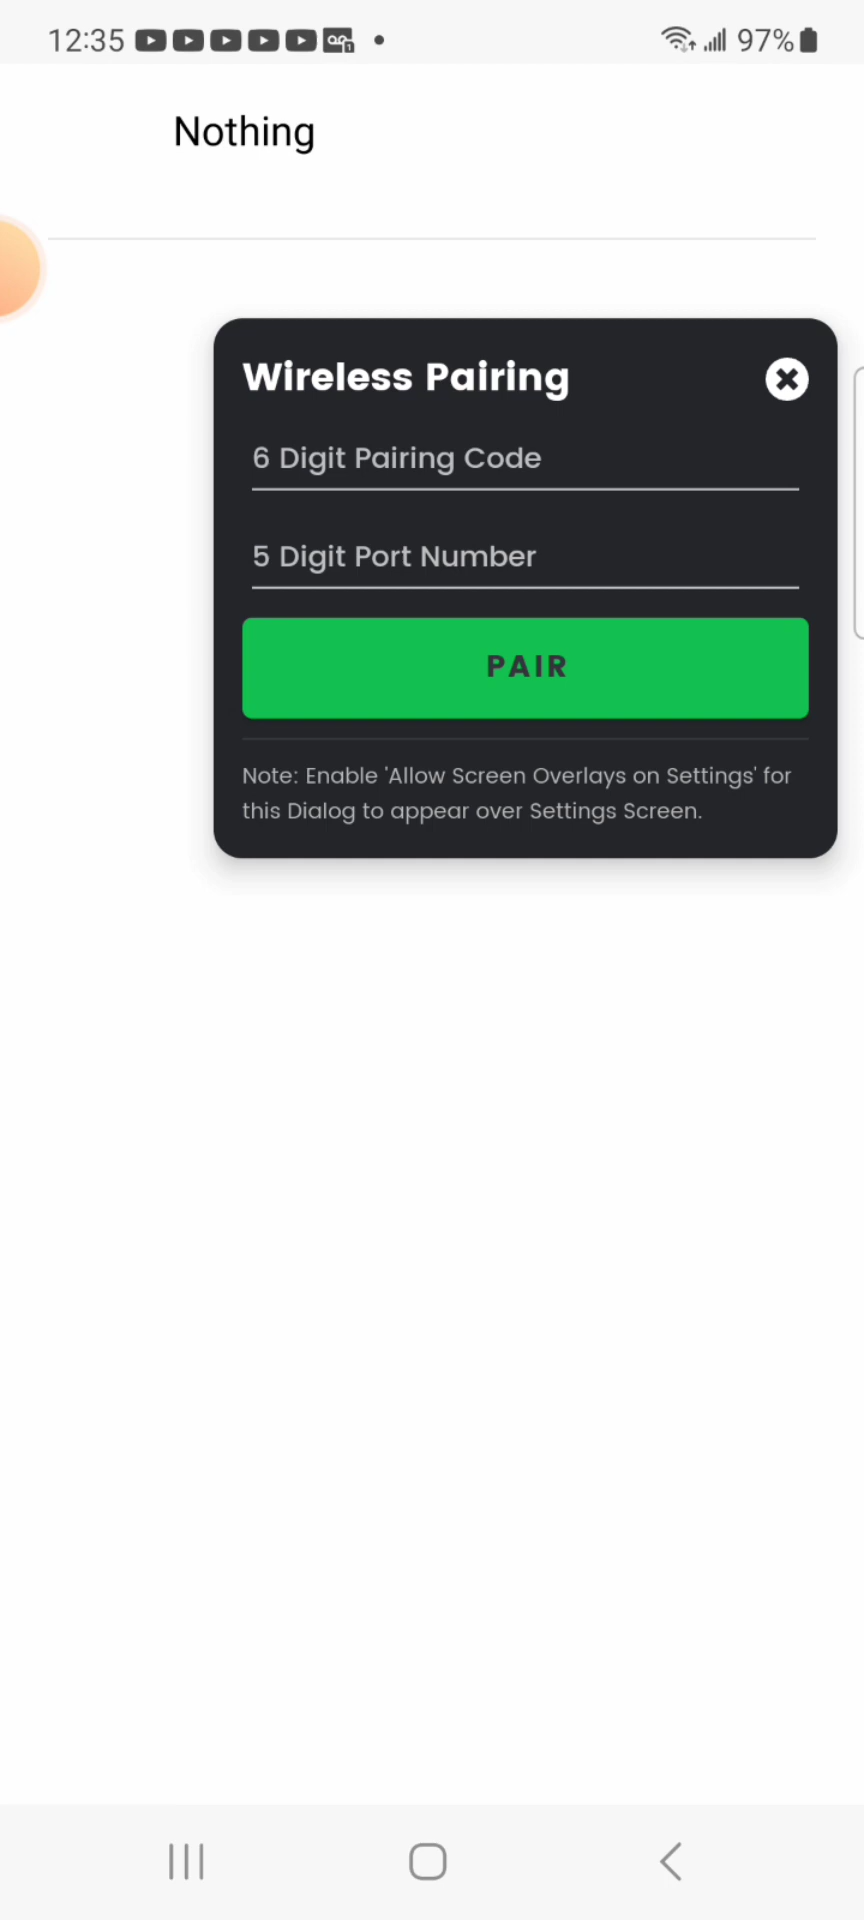 12:35
97%
Nothing
Wireless Pairing
6 Digit Pairing Code
5 Digit Port Number
PAIR
Note: Enable 'Allow Screen Overlays on Settings' for
this Dialog to appear over Settings Screen.